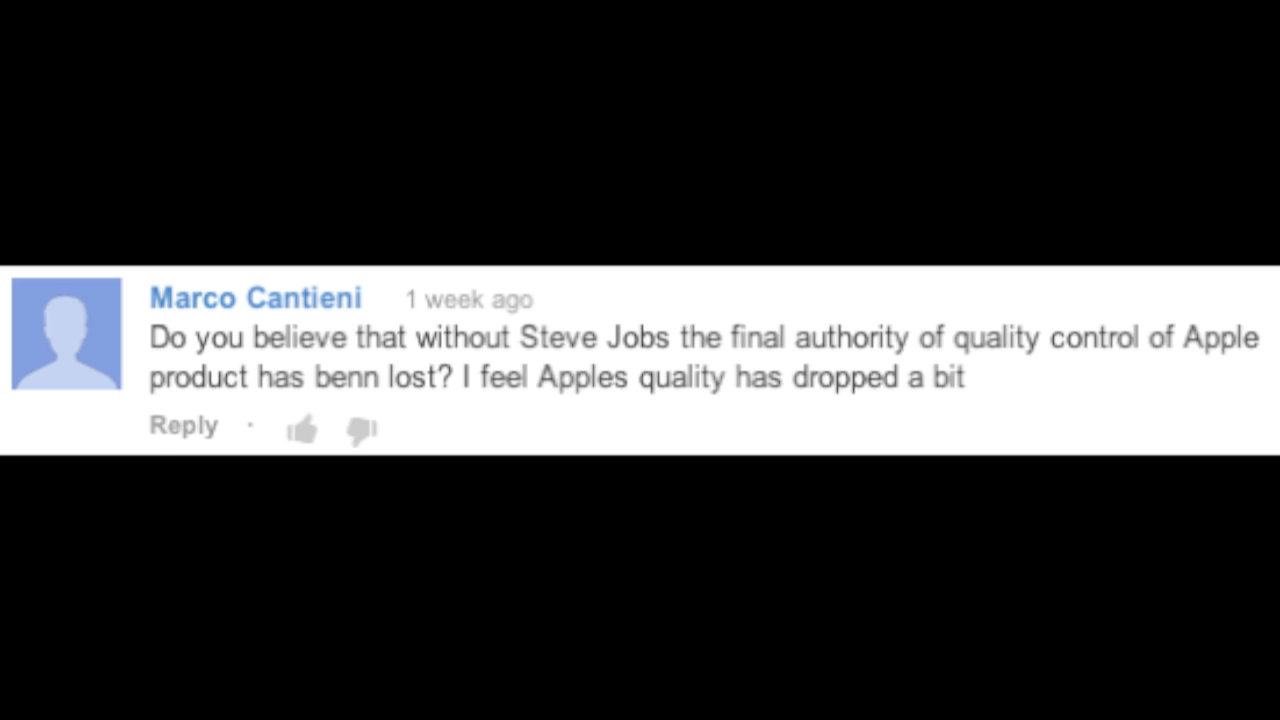 Marco Cantieni 1 week ago
Do you believe that without Steve Jobs the final authority of quality control of Apple
product has benn lost? I feel Apples quality has dropped a bit
Reply ·